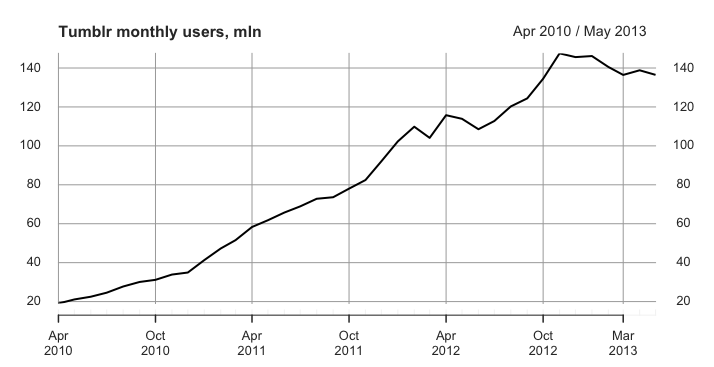 Tumblr monthly users, mln
Apr 2010 / May 2013
140 140
120 120
100 100
80 80
60 60
40 40
20 20
Apr Oct Apr Oct Apr Oct Mar
2010 2010 2011 2011 2012 2012 2013